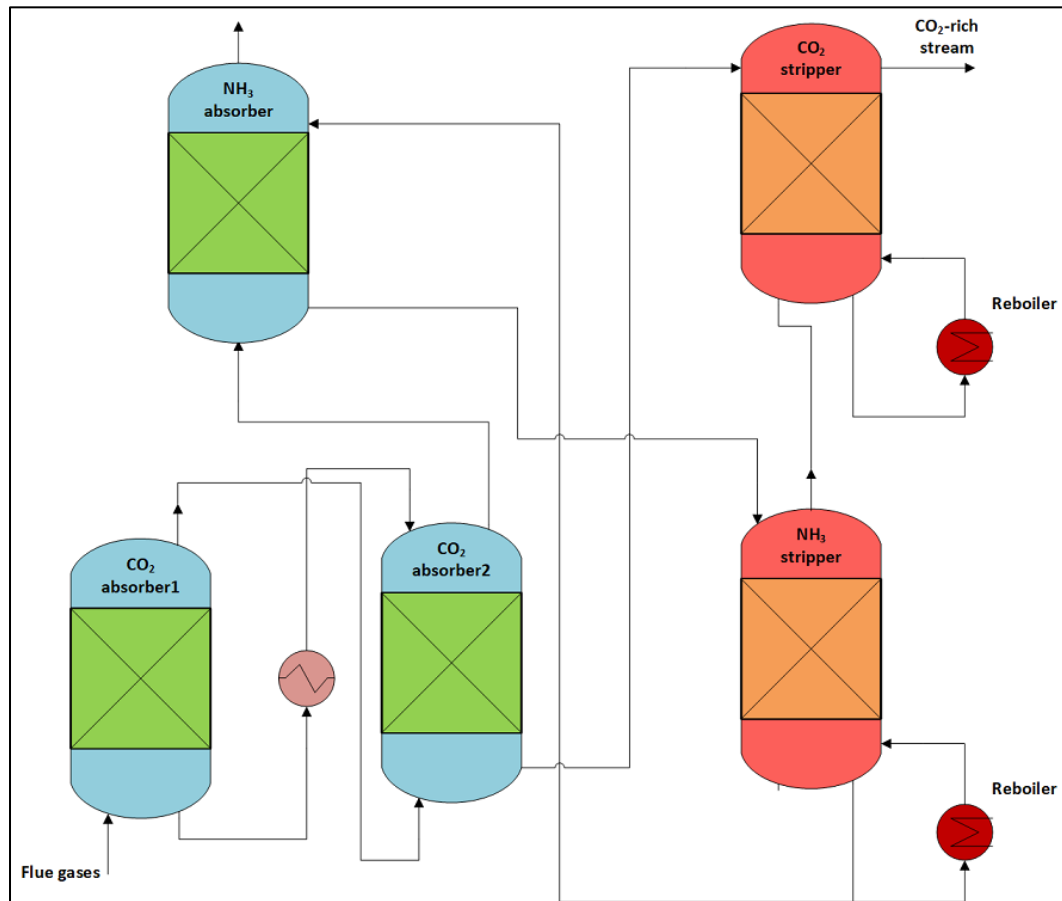 NH₃
absorber
CO₂
stripper
CO₂-rich
stream
Reboiler
CO₂
absorber1
CO₂
absorber2
NH₃
stripper
Reboiler
Flue gases